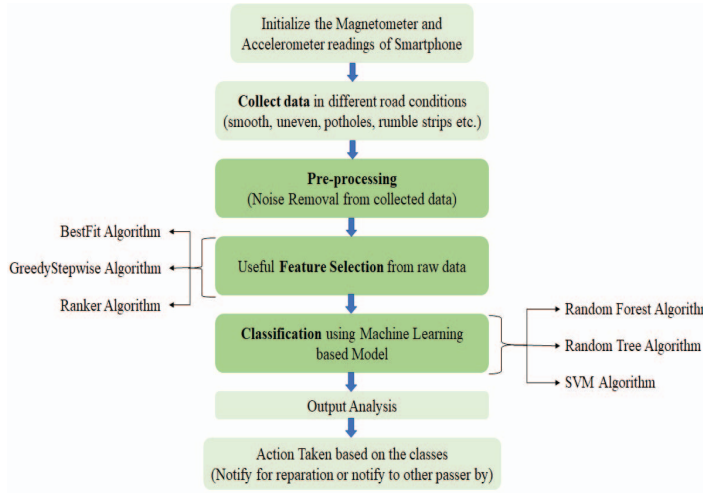 Initialize the Magnetometer and
Accelerometer readings of Smartphone
Collect data in different road conditions
(smooth, uneven, potholes, rumble strips etc.)
Pre-processing
(Noise Removal from collected data)
BestFit Algorithm
GreedyStepwise Algorithm
Ranker Algorithm
Useful Feature Selection from raw data
Classification using Machine Learning
based Model
Random Forest Algorithm
Random Tree Algorithm
SVM Algorithm
Output Analysis
Action Taken based on the classes
(Notify for reparation or notify to other passer by)